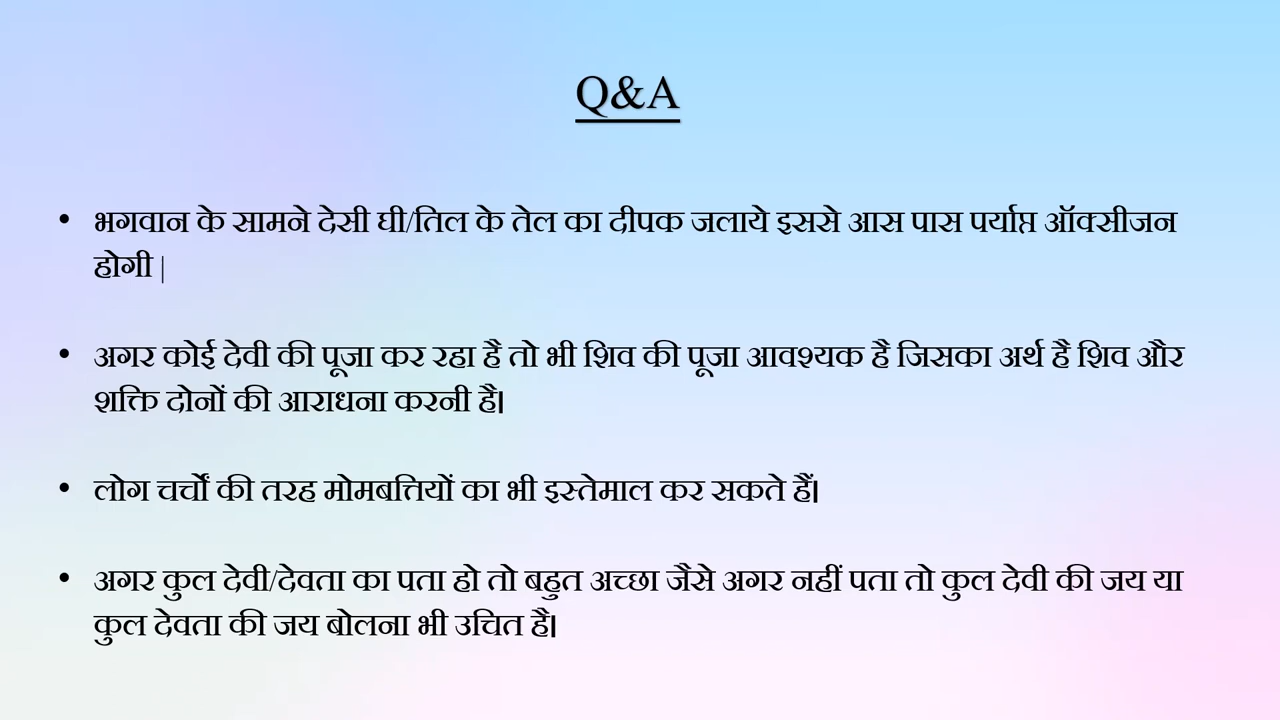 Q&A
• भगवान के सामने देसी घी/तिल के तेल का दीपक जलाये इससे आस पास पर्याप्त ऑक्सीजन
होगी |
• अगर कोई देवी की पूजा कर रहा है तो भी शिव की पूजा आवश्यक है जिसका अर्थ है शिव और
शक्ति दोनों की आराधना करनी है।
• लोग चर्चों की तरह मोमबत्तियों का भी इस्तेमाल कर सकते हैं।
• अगर कुल देवी/देवता का पता हो तो बहुत अच्छा जैसे अगर नहीं पता तो कुल देवी की जय या
कुल देवता की जय बोलना भी उचित है।